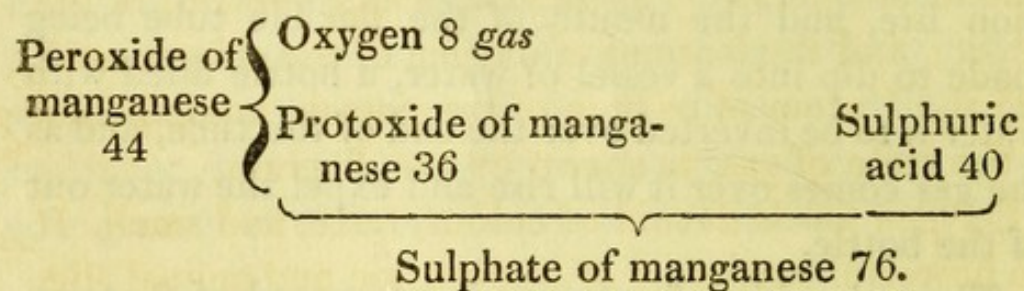 Oxygen 8 gas
Peroxide of
manganese
44
Protoxide of manga-
nese 36
Sulphuric
acid 40
Sulphate of manganese 76.